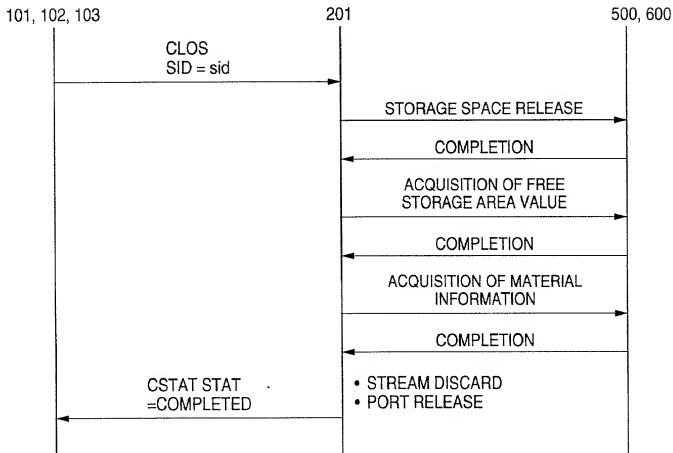 101, 102, 103
201
500, 600
CLOS
SID = sid
STORAGE SPACE RELEASE
COMPLETION
ACQUISITION OF FREE
STORAGE AREA VALUE
COMPLETION
ACQUISITION OF MATERIAL
INFORMATION
COMPLETION
CSTAT STAT
=COMPLETED
• STREAM DISCARD
• PORT RELEASE